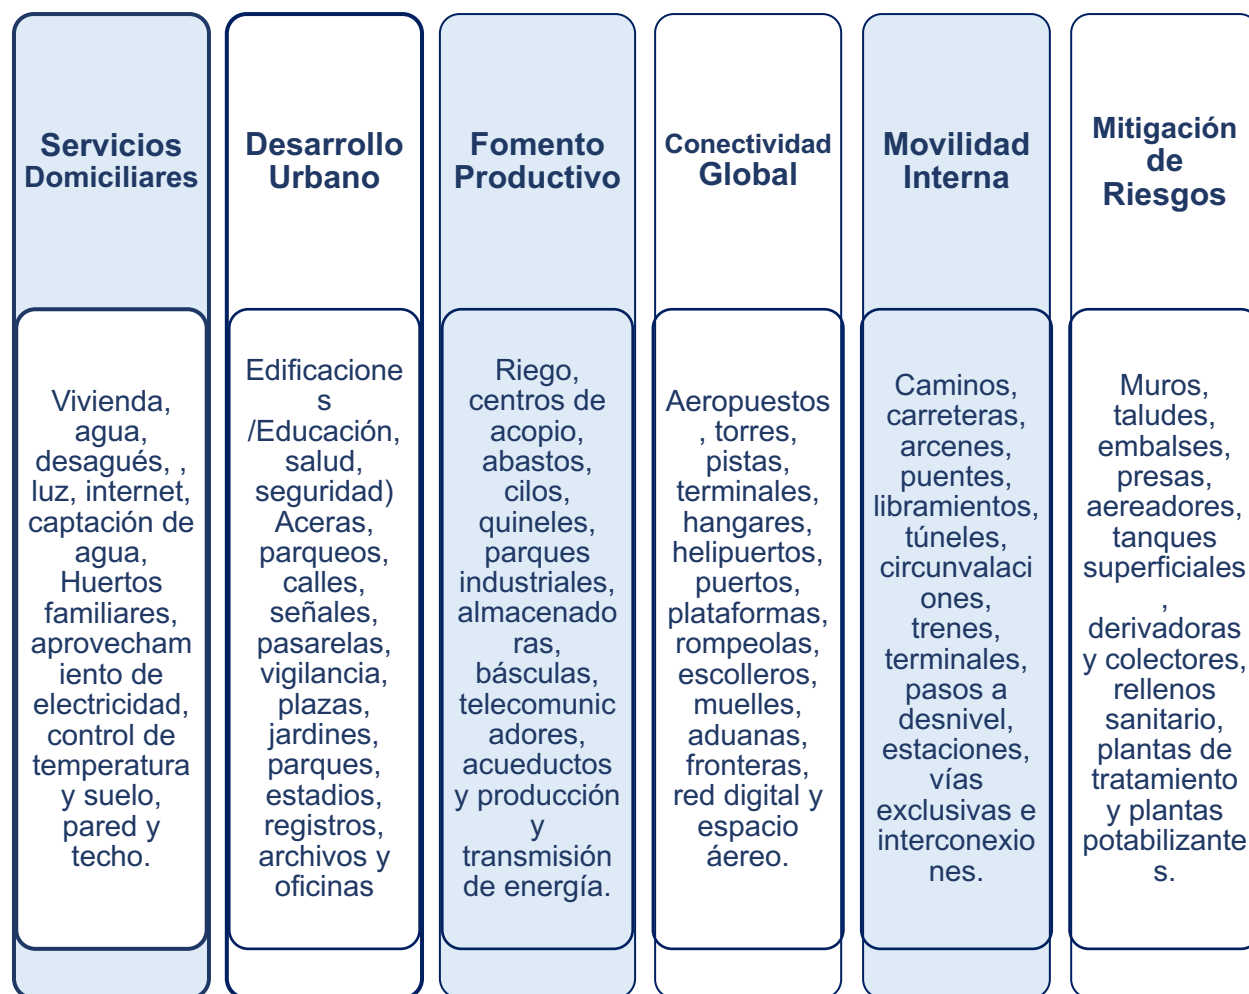 Servicios
Domiciliares
Vivienda,
agua,
desagués, ,
luz, internet,
captación de
agua,
Huertos
familiares,
aprovecham
iento de
electricidad,
control de
temperatura
y suelo,
pared y
techo.
Desarrollo
Urbano
Edificacione
s
/Educación,
salud,
seguridad)
Aceras,
parqueos,
calles,
señales,
pasarelas,
vigilancia,
plazas,
jardines,
parques,
estadios,
registros,
archivos y
oficinas
Fomento
Productivo
Riego,
centros de
acopio,
abastos,
cilos,
quineles,
parques
industriales,
almacenado
ras,
básculas,
telecomunic
adores,
acueductos
y producción
y
transmisión
de energía.
Conectividad
Global
Aeropuestos
, torres,
pistas,
terminales,
hangares,
helipuertos,
puertos,
plataformas,
rompeolas,
escolleros,
muelles,
aduanas,
fronteras,
red digital y
espacio
áereo.
Movilidad
Interna
Caminos,
carreteras,
arcenes,
puentes,
libramientos,
túneles,
circunvalaci
ones,
trenes,
terminales,
pasos a
desnivel,
estaciones,
vías
exclusivas e
interconexio
nes.
Mitigación
de
Riesgos
Muros,
taludes,
embalses,
presas,
aereadores,
tanques
superficiales
,
derivadoras
y colectores,
rellenos
sanitario,
plantas de
tratamiento
y plantas
potabilizante
s.